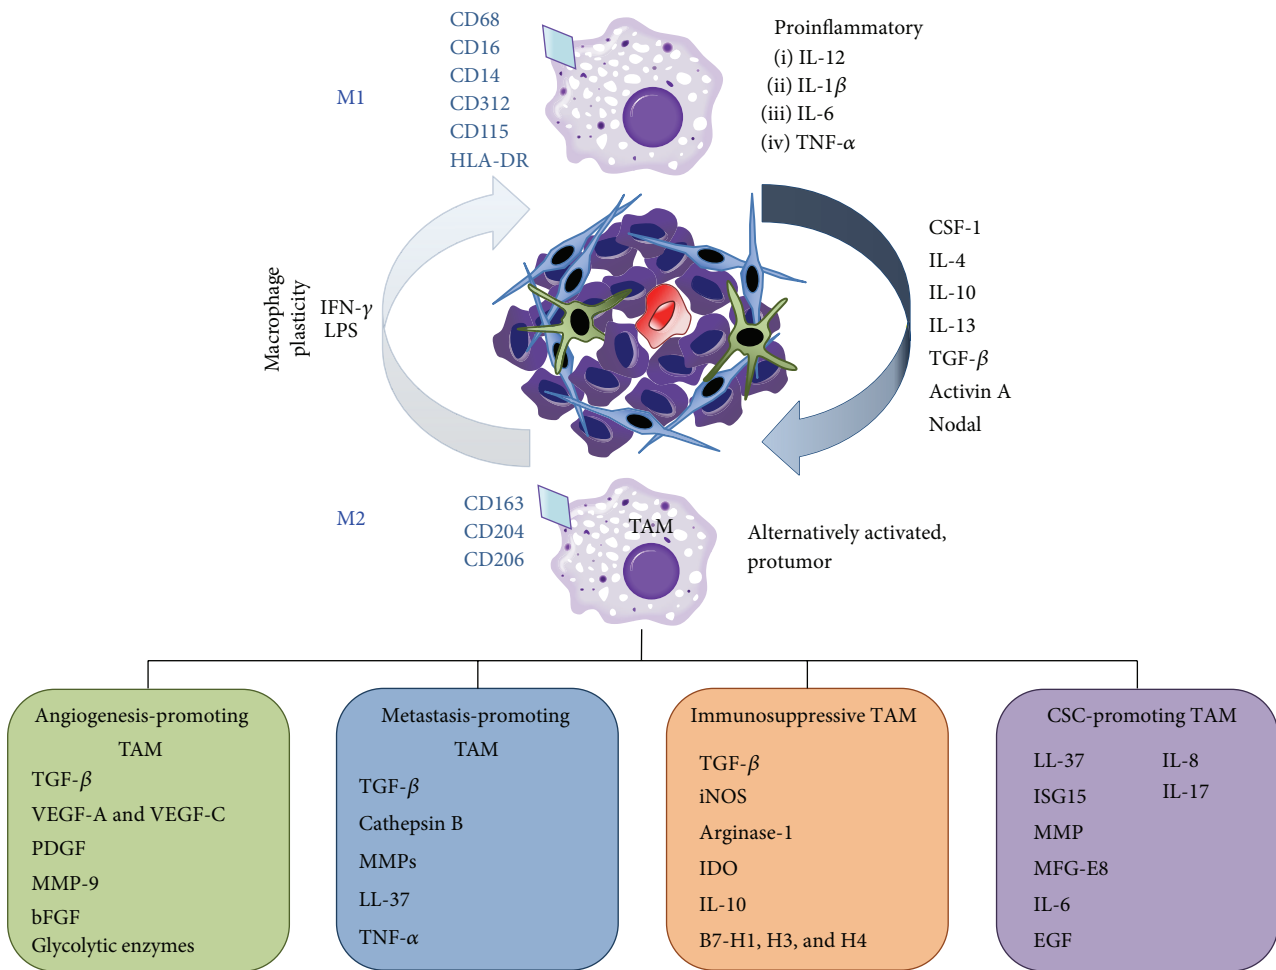 CD68
CD16
CD14
CD312
CD115
HLA-DR
M1
Proinflammatory
(i) IL-12
(ii) IL-1β
(iii) IL-6
(iv) TNF-α
Macrophage
plasticity
IFN-γ
LPS
CSF-1
IL-4
IL-10
IL-13
TGF-β
Activin A
Nodal
M2
CD163
CD204
CD206
TAM
Alternatively activated,
protumor
Angiogenesis-promoting
TAM
TGF-β
VEGF-A and VEGF-C
PDGF
MMP-9
bFGF
Glycolytic enzymes
Metastasis-promoting
TAM
TGF-β
Cathepsin B
MMPs
LL-37
TNF-α
Immunosuppressive TAM
TGF-β
iNOS
Arginase-1
IDO
IL-10
B7-H1, H3, and H4
CSC-promoting TAM
LL-37
ISG15
MMP
MFG-E8
IL-6
EGF
IL-8
IL-17